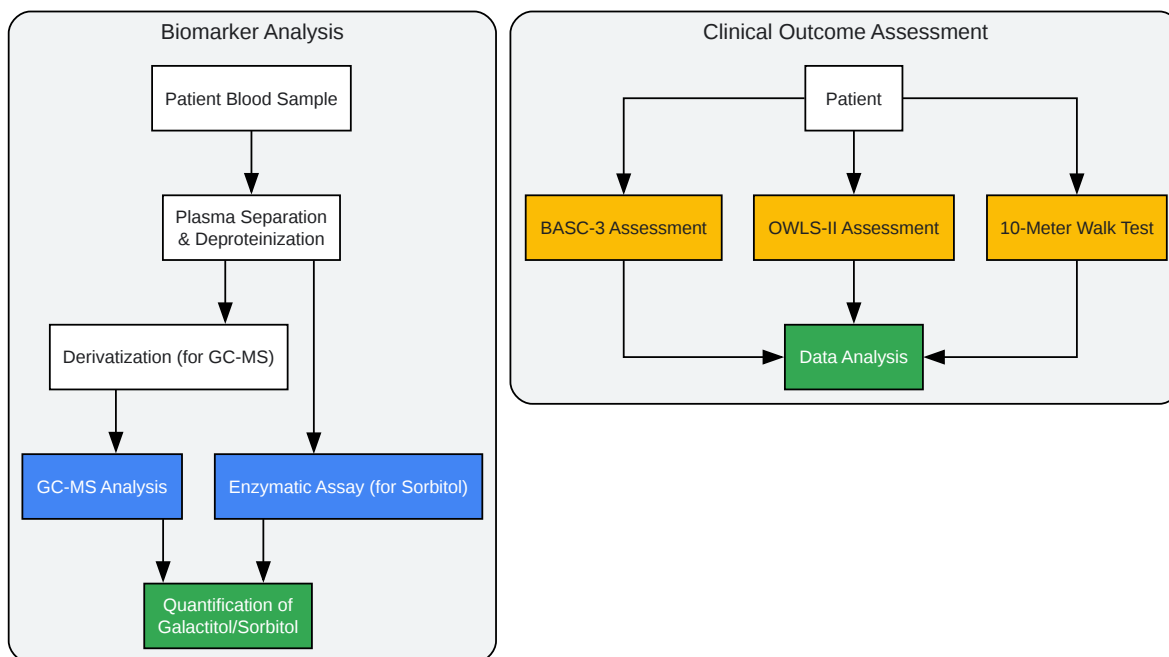 Biomarker Analysis
Patient Blood Sample
Plasma Separation
& Deproteinization
Derivatization (for GC-MS)
GC-MS Analysis
Enzymatic Assay (for Sorbitol)
Quantification of
Galactitol/Sorbitol
Clinical Outcome Assessment
Patient
BASC-3 Assessment
OWLS-II Assessment
10-Meter Walk Test
Data Analysis